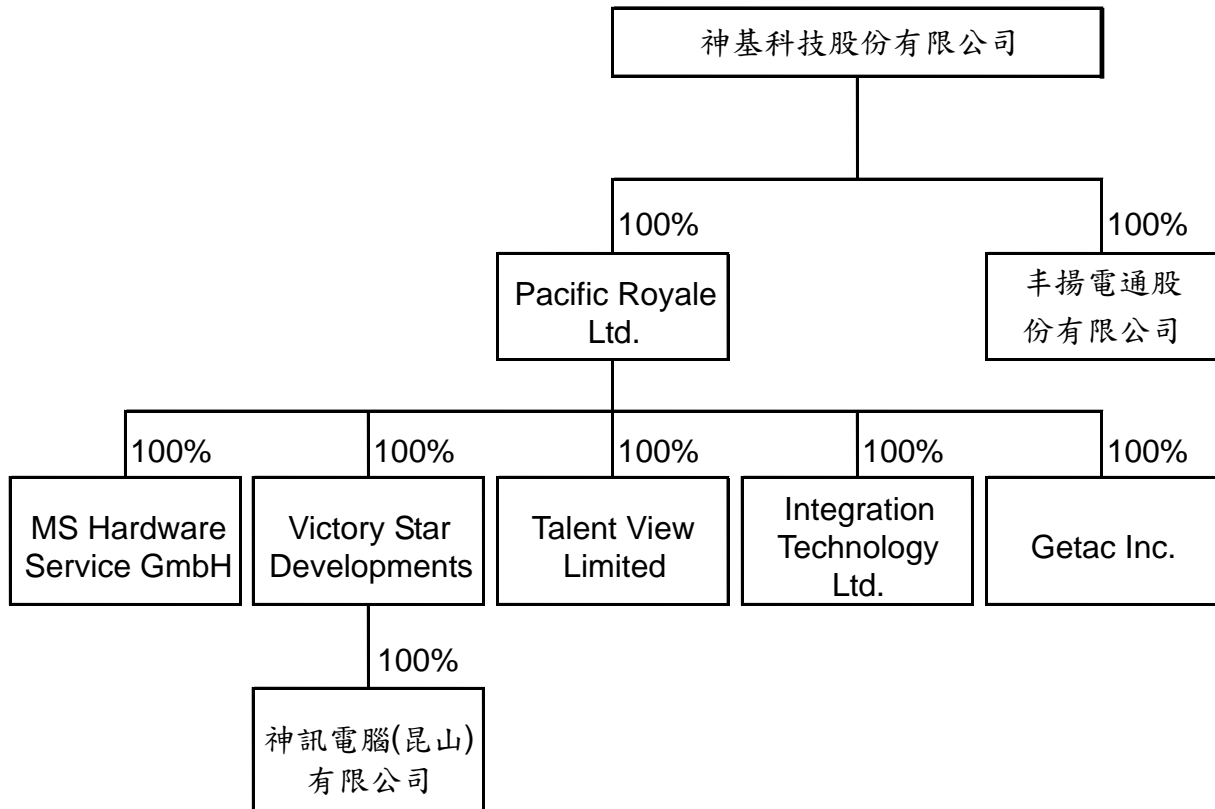 神基科技股份有限公司
100%
100%
Pacific Royale
Ltd.
丰揚電通股
份有限公司
100%
100%
100%
100%
100%
MS Hardware
Service GmbH
Victory Star
Developments
Talent View
Limited
Integration
Technology
Ltd.
Getac Inc.
100%
神訊電腦(昆山)
有限公司